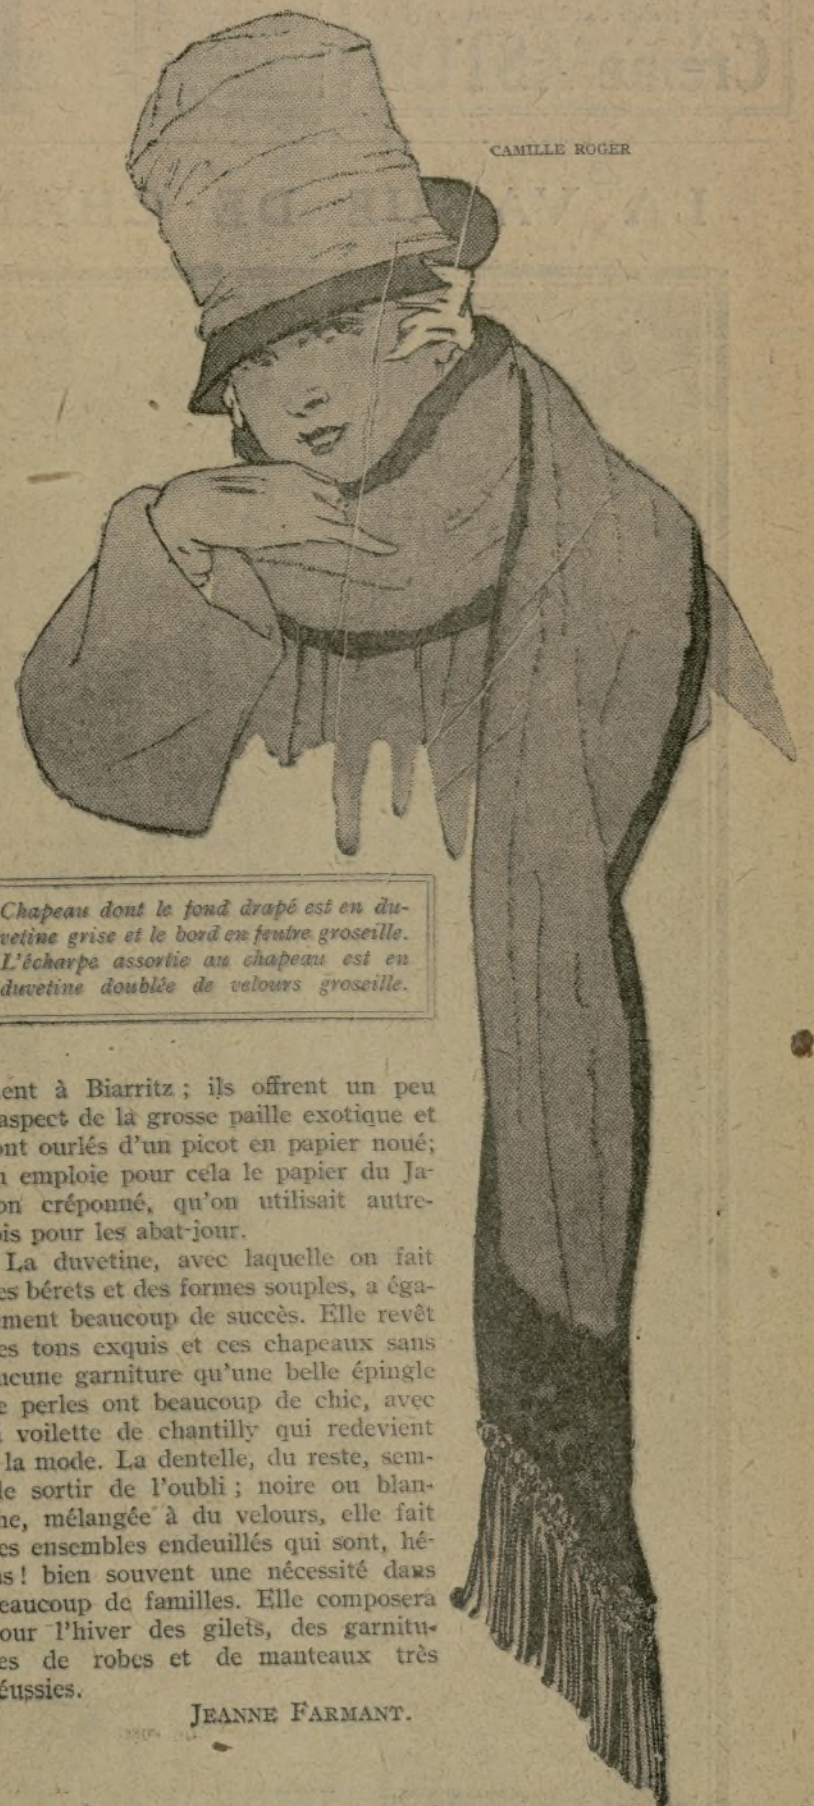 CAMILLE ROGER
Chapeau dont le fond drapé est en du-
vetine grise et le bord en feutre groseille.
L'écharpe assortie au chapeau est en
duvetine doublée de velours groseille.
ent à Biarritz ; ils offrent un peu
aspect de la grosse paille exotique et
ont ourlés d'un picot en papier noué;
n emploie pour cela le papier du Ja-
on créponné, qu'on utilisait autre-
is pour les abat-jour.
La duvetine, avec laquelle on fait
es bérets et des formes souples, a éga-
ement beaucoup de succès. Elle revêt
es tons exquis et ces chapeaux sans
ucune garniture qu'une belle épingle
e perles ont beaucoup de chic, avec
a voilette de chantilly qui redevient
la mode. La dentelle, du reste, sem-
le sortir de l'oubli ; noire ou blan-
he, mélangée à du velours, elle fait
es ensembles endeuillés qui sont, hé-
as ! bien souvent une nécessité dans
eaucoup de familles. Elle composera
our l'hiver des gilets, des garnitu-
es de robes et de manteaux très
éussies.
JEANNE FARMANT.